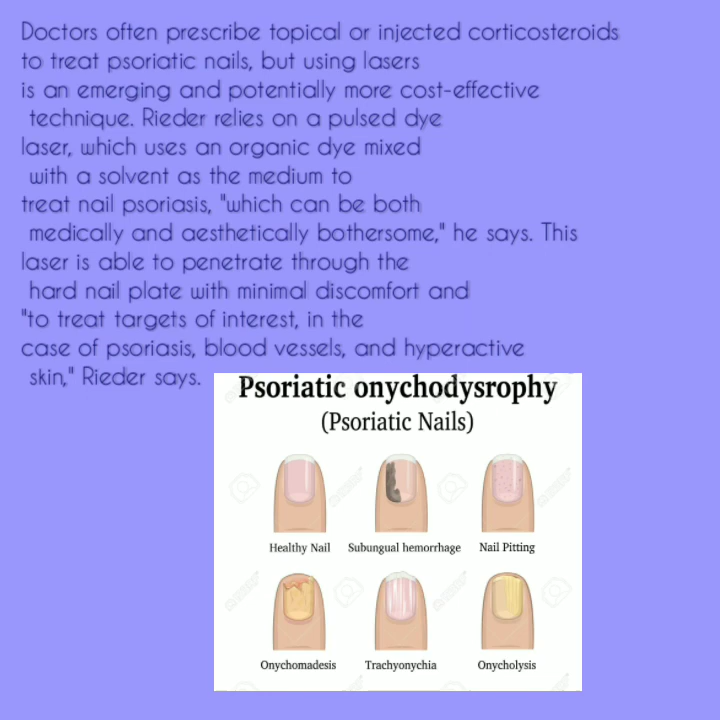 Doctors often prescribe topical or injected corticosteroids
to treat psoriatic nails, but using lasers
is an emerging and potentially more cost-effective
technique. Rieder relies on a pulsed dye
laser, which uses an organic dye mixed
with a solvent as the medium to
treat nail psoriasis, "which can be both
medically and aesthetically bothersome," he says. This
laser is able to penetrate through the
hard nail plate with minimal discomfort and
"to treat targets of interest, in the
case of psoriasis, blood vessels, and hyperactive
skin," Rieder says.
Psoriatic onychodysrophy
(Psoriatic Nails)
Healthy Nail Subungual hemorrhage Nail Pitting
Onychomadesis Trachyonychia Onycholysis